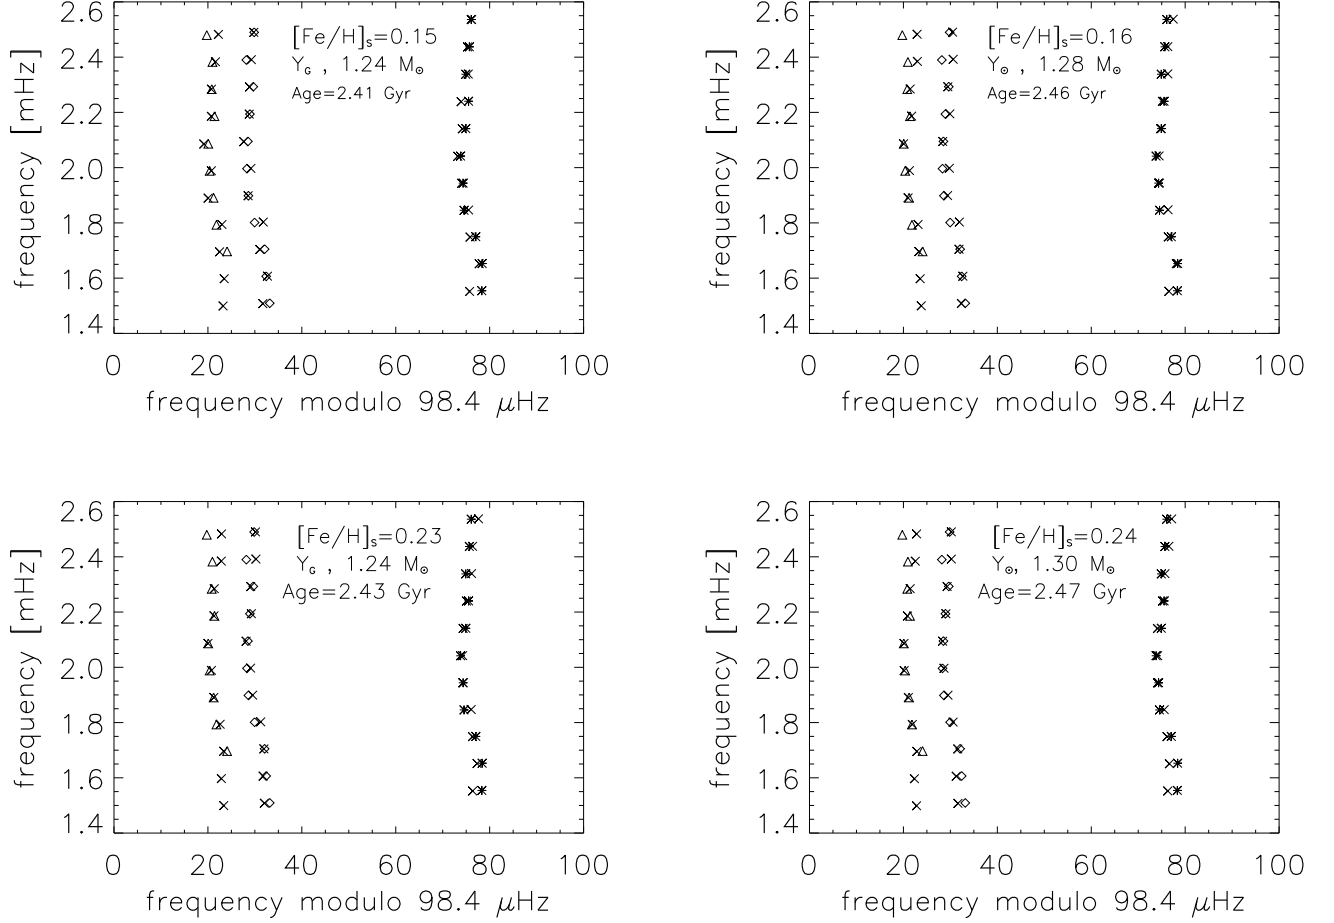 2.6
2.4
2.2
2.0
1.8
1.6
1.4
frequency [mHz]
[Fe/H]s=0.15
Y_G , 1.24 M⊙
Age=2.41 Gyr
0 20 40 60 80 100
frequency modulo 98.4 μHz
2.6
2.4
2.2
2.0
1.8
1.6
1.4
frequency [mHz]
[Fe/H]s=0.16
Y⊙ , 1.28 M⊙
Age=2.46 Gyr
0 20 40 60 80 100
frequency modulo 98.4 μHz
2.6
2.4
2.2
2.0
1.8
1.6
1.4
frequency [mHz]
[Fe/H]s=0.23
Y_G , 1.24 M⊙
Age=2.43 Gyr
0 20 40 60 80 100
frequency modulo 98.4 μHz
2.6
2.4
2.2
2.0
1.8
1.6
1.4
frequency [mHz]
[Fe/H]s=0.24
Y⊙, 1.30 M⊙
Age=2.47 Gyr
0 20 40 60 80 100
frequency modulo 98.4 μHz